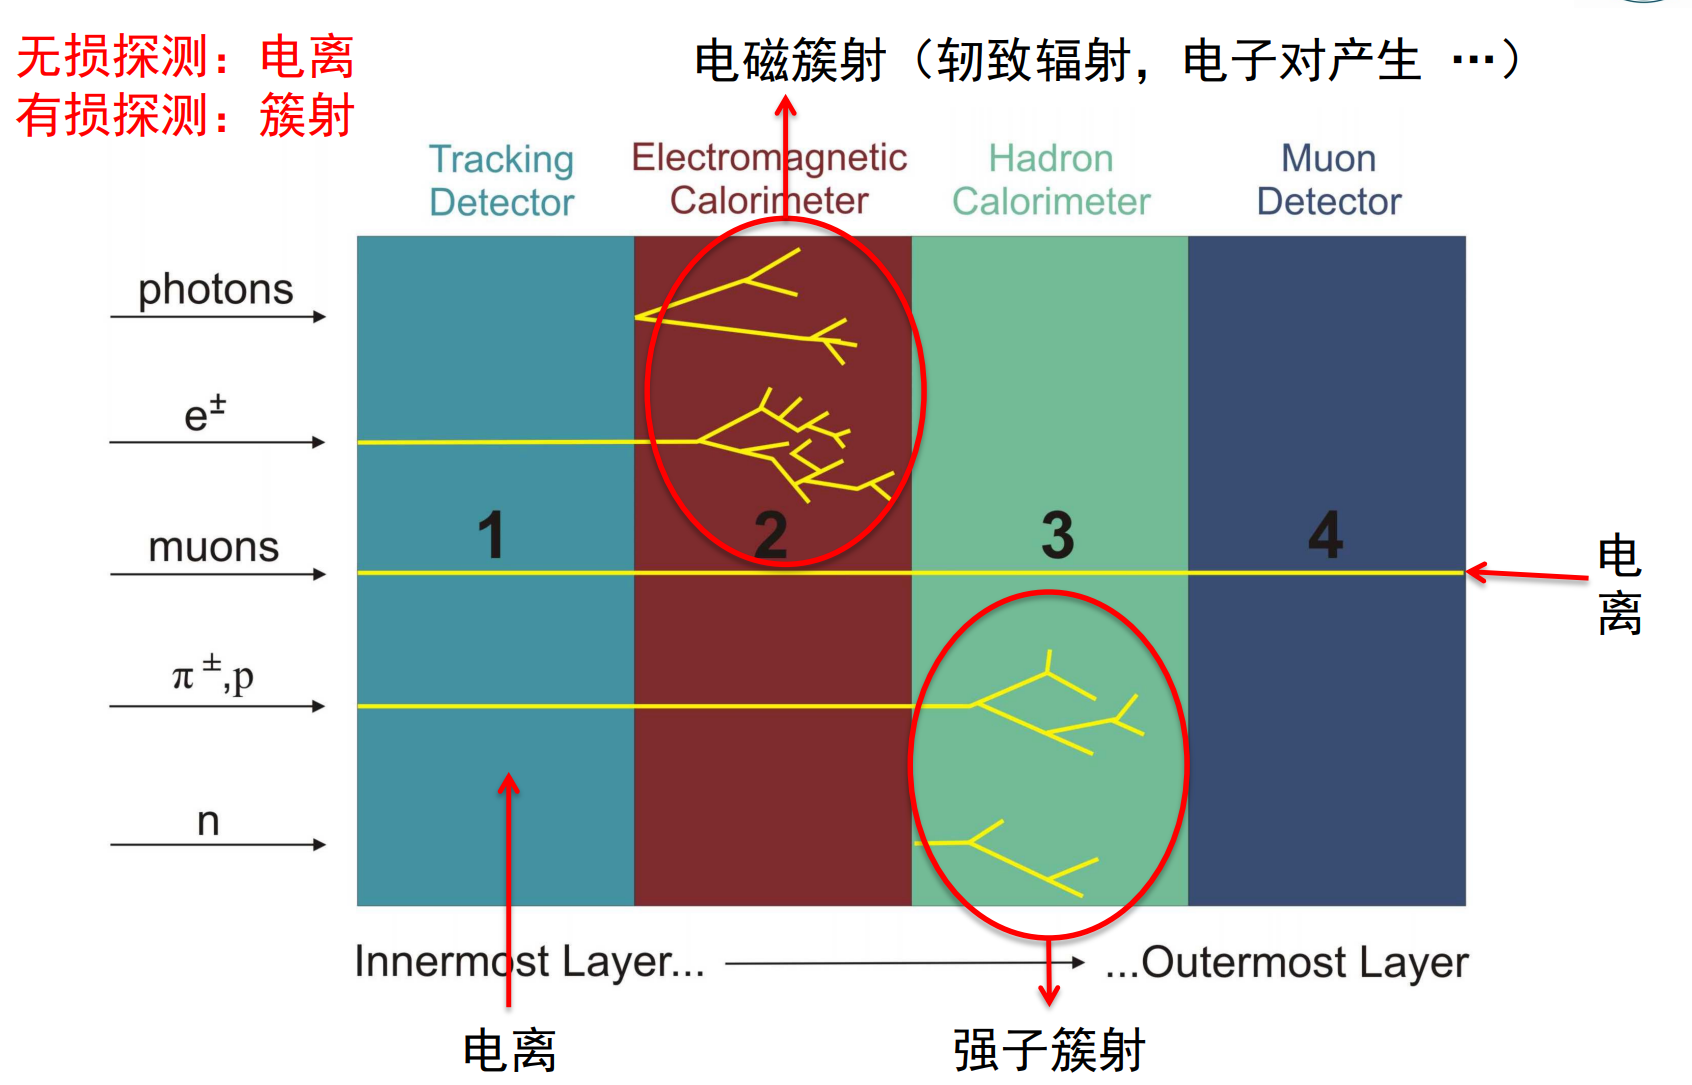 无损探测：电离
有损探测：簇射
电磁簇射（轫致辐射，电子对产生 …）
Tracking
Detector
Electromagnetic
Calorimeter
Hadron
Calorimeter
Muon
Detector
photons
e±
muons
π±,p
n
1
2
3
4
电
离
Innermost Layer...
...Outermost Layer
电离
强子簇射